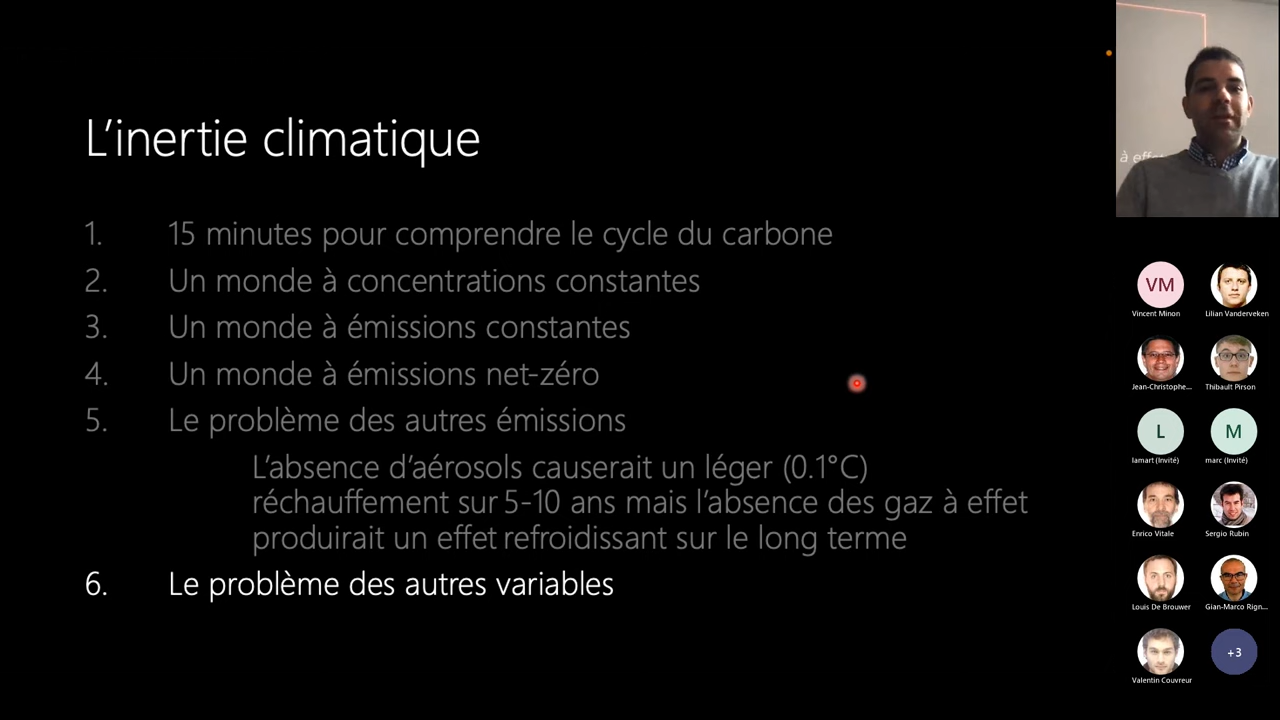 L'inertie climatique
1. 15 minutes pour comprendre le cycle du carbone
2. Un monde à concentrations constantes
3. Un monde à émissions constantes
4. Un monde à émissions net-zéro
5. Le problème des autres émissions
L'absence d'aérosols causerait un léger (0.1°C)
réchauffement sur 5-10 ans mais l'absence des gaz à effet
produirait un effet refroidissant sur le long terme
6. Le problème des autres variables
à effe
VM
Vincent Minon
Lilian Vanderveken
Jean-Christophe...
Thibault Pirson
L
M
lamart (Invité)
marc (Invité)
Enrico Vitale
Sergio Rubin
Louis De Brouwer
Gian-Marco Rign...
Valentin Couvreur
+3